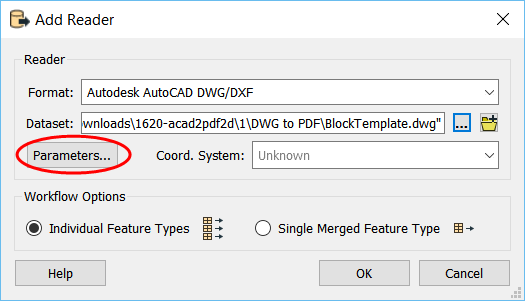 Add Reader
Reader
Format: Autodesk AutoCAD DWG/DXF
Dataset: wnloads\1620-acad2pdf2d\1\DWG to PDF\BlockTemplate.dwg" ...
Parameters... Coord. System: Unknown
Workflow Options
Individual Feature Types Single Merged Feature Type
Help OK Cancel